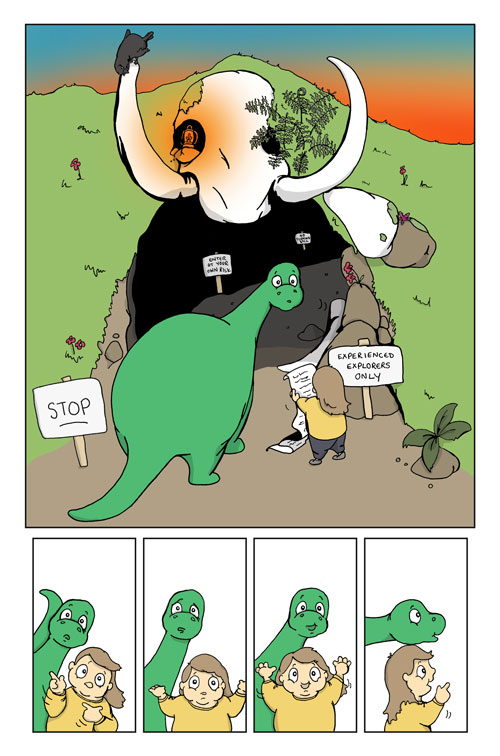 ENTER
AT YOUR
OWN RISK
EXPERIENCED
EXPLORERS
ONLY
STOP